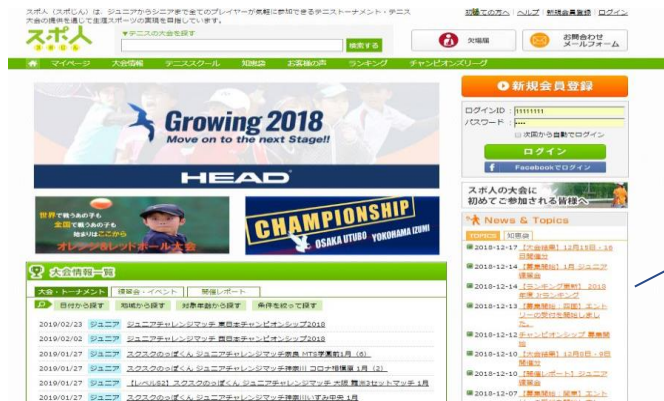 スポ人（スポじん）は、ジュニアからシニアまで全てのプレイヤーが気軽に参加できるテニストーナメント・テニス
大会の提供を通じて生涯スポーツの実現を目指しています。
初めての方へ ヘルプ 新規会員登録 ログイン
スポ人
スポじん
▼テニスの大会を探す
検索する
欠場届
お問合わせ
メールフォーム
マイページ 大会情報 テニススクール 知恵袋 お客様の声 ランキング チャンピオンズリーグ
Growing 2018
Move on to the next Stage!!
HEAD
世界で戦うあの子も
全国で戦うあの子も
始まりはここから
オレンジ&レッドボール大会
CHAMPIONSHIP
OSAKA UTUBO YOKOHAMA IZUMI
大会情報一覧
大会・トーナメント 練習会・イベント 開催レポート
日付から探す 地域から探す 対象年齢から探す 条件を絞って探す
2019/02/23 ジュニア ジュニアチャレンジマッチ 東日本チャンピオンシップ2018
2019/02/02 ジュニア ジュニアチャレンジマッチ 西日本チャンピオンシップ2018
2019/01/27 ジュニア スクスクのっぽくん ジュニアチャレンジマッチ奈良 MTS学園前1月（6）
2019/01/27 ジュニア スクスクのっぽくん ジュニアチャレンジマッチ神奈川 コロナ相模原 1月（2）
2019/01/27 ジュニア 【レベルS2】スクスクのっぽくん ジュニアチャレンジマッチ 大阪 舞洲3セットマッチ 1月
2019/01/27 ジュニア スクスクのっぽくん ジュニアチャレンジマッチ神奈川いずみ中央 1月
新規会員登録
ログインID : 11111111
パスワード :
次回から自動でログイン
ログイン
Facebookでログイン
スポ人の大会に
初めてご参加される皆様へ
News & Topics
TOPICS 知恵袋
2018-12-17 【大会結果】12月15日・16
日開催分
2018-12-14 【募集開始】1月 ジュニア
練習会
2018-12-14 【ランキング更新】2018
年度 Jrランキング
2018-12-13 【募集開始：兵庫】エント
リーの受付を開始しまし
た。
2018-12-12 チャンピオンシップ 募集開
始
2018-12-10 【大会結果】12月8日・9日
開催分
2018-12-10 【開催レポート】ジュニア
練習会
2018-12-07 【募集開始：関東】エント